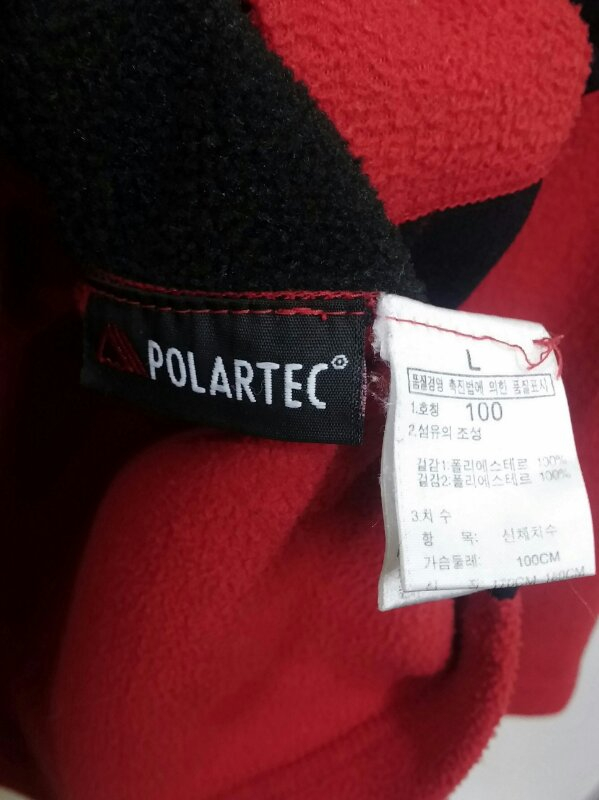 POLARTEC®
L
품질경영 촉진법에 의한 품질표시
1.호칭 100
2.섬유의 조성
겉감1:폴리에스테르 100%
겉감2:폴리에스테르 100%
3.치수
항 목: 신체치수
가슴둘레: 100CM
신 장: 170CM